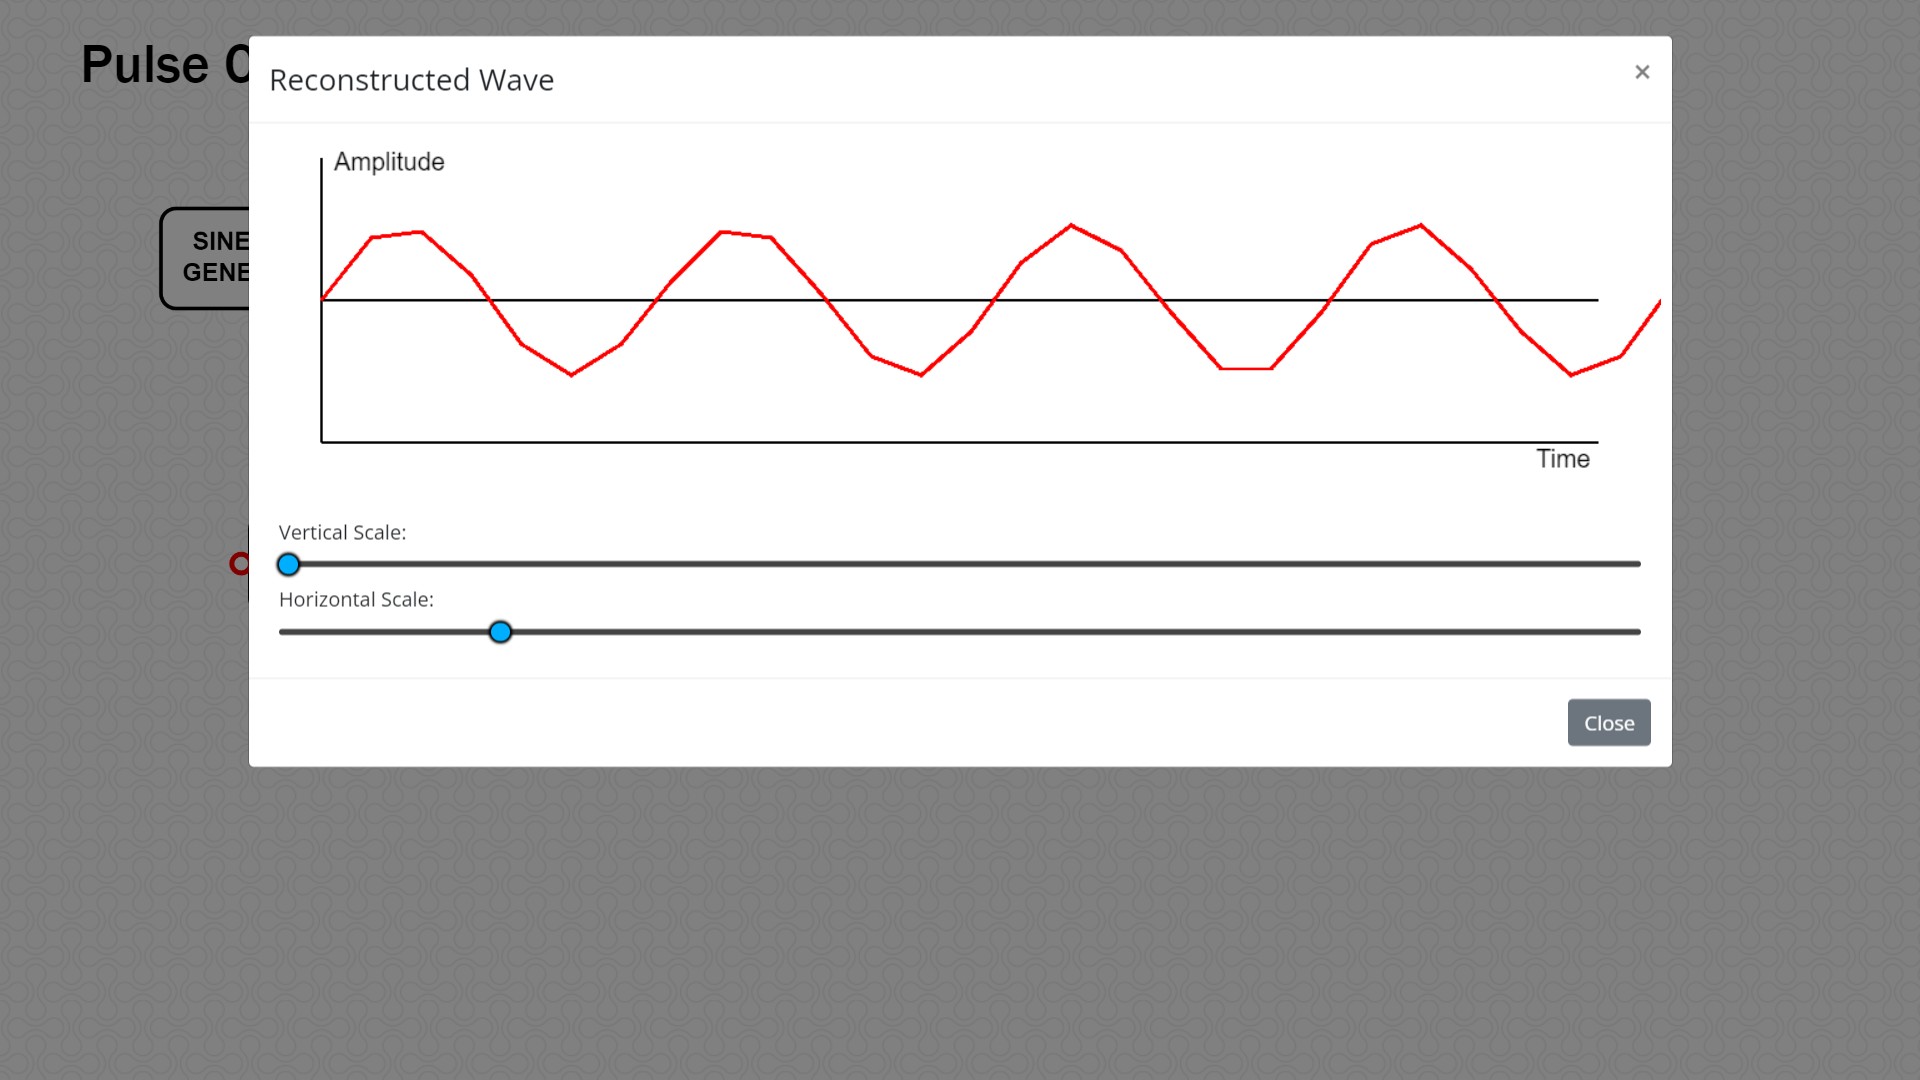 Pulse
Reconstructed Wave
×
Amplitude
SINE
GENE
Time
Vertical Scale:
Horizontal Scale:
Close